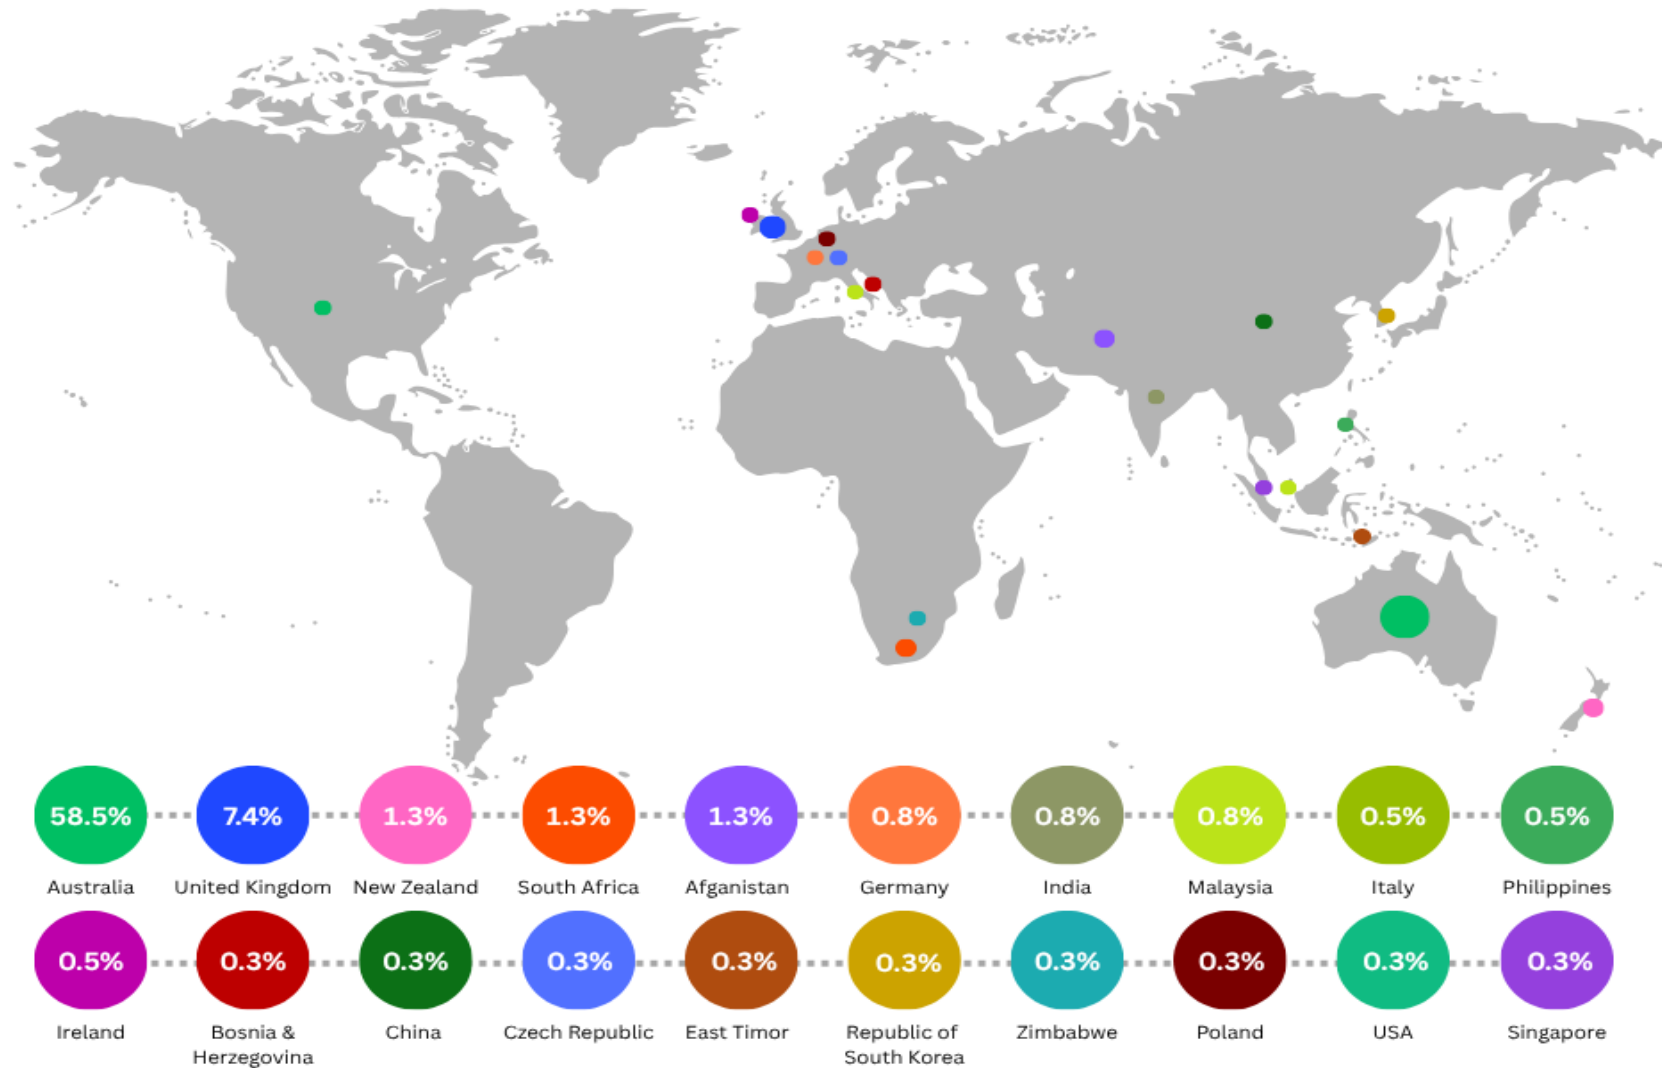 58.5% 7.4% 1.3% 1.3% 1.3% 0.8% 0.8% 0.8% 0.5% 0.5%
Australia United Kingdom New Zealand South Africa Afganistan Germany India Malaysia Italy Philippines
0.5% 0.3% 0.3% 0.3% 0.3% 0.3% 0.3% 0.3% 0.3% 0.3%
Ireland Bosnia & China Czech Republic East Timor Republic of Zimbabwe Poland USA Singapore
Herzegovina South Korea